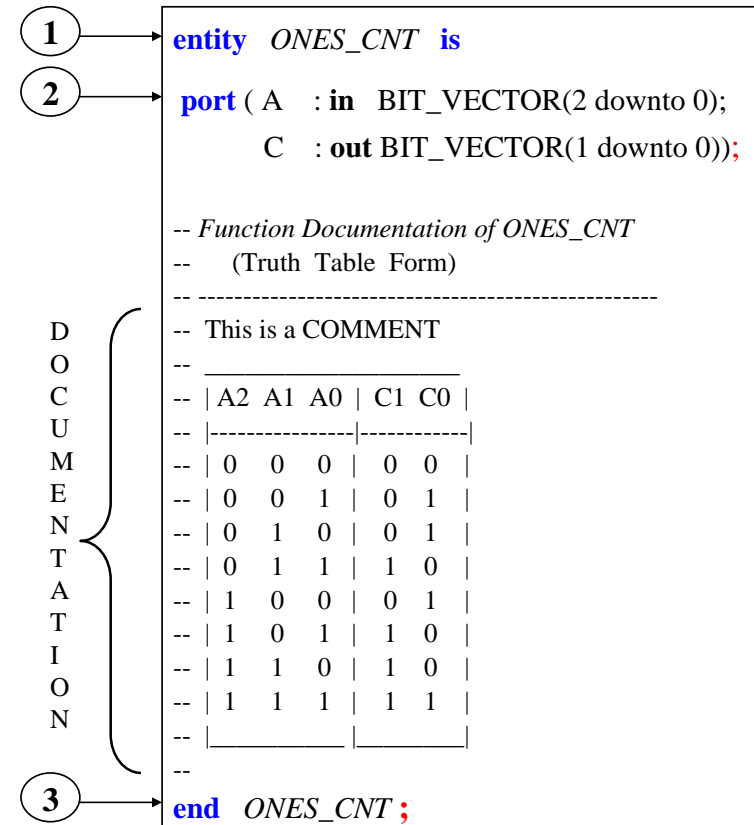 1
entity ONES_CNT is
2
port ( A : in BIT_VECTOR(2 downto 0);
C : out BIT_VECTOR(1 downto 0));
-- Function Documentation of ONES_CNT
-- (Truth Table Form)
-- ---------------------------------------------------
DOCUMENTATION
-- This is a COMMENT
-- ___________________
-- | A2 A1 A0 | C1 C0 |
-- |----------------|------------|
-- | 0 0 0 | 0 0 |
-- | 0 0 1 | 0 1 |
-- | 0 1 0 | 0 1 |
-- | 0 1 1 | 1 0 |
-- | 1 0 0 | 0 1 |
-- | 1 0 1 | 1 0 |
-- | 1 1 0 | 1 0 |
-- | 1 1 1 | 1 1 |
-- |__________ |________|
--
3
end ONES_CNT ;